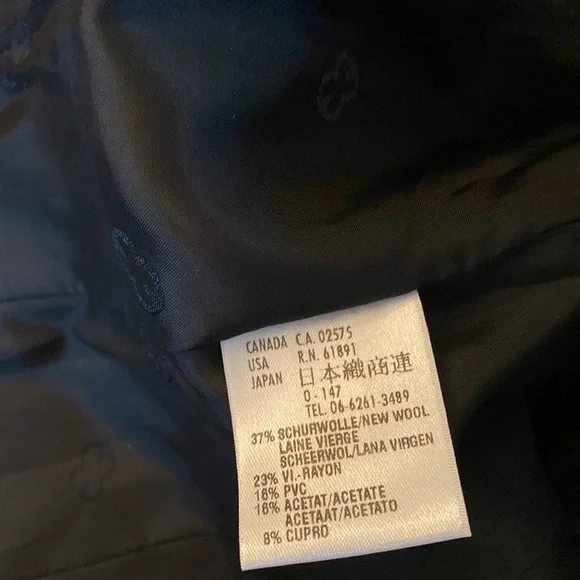 CANADA C.A. 02575
USA R.N. 61891
JAPAN 日本織商連
O - 147
TEL. 06-6261-3489
37% SCHURWOLLE/NEW WOOL
LAINE VIERGE
SCHEERWOL/LANA VIRGEN
23% VI.-RAYON
16% PVC
16% ACETAT/ACETATE
ACETAAT/ACETATO
8% CUPRO